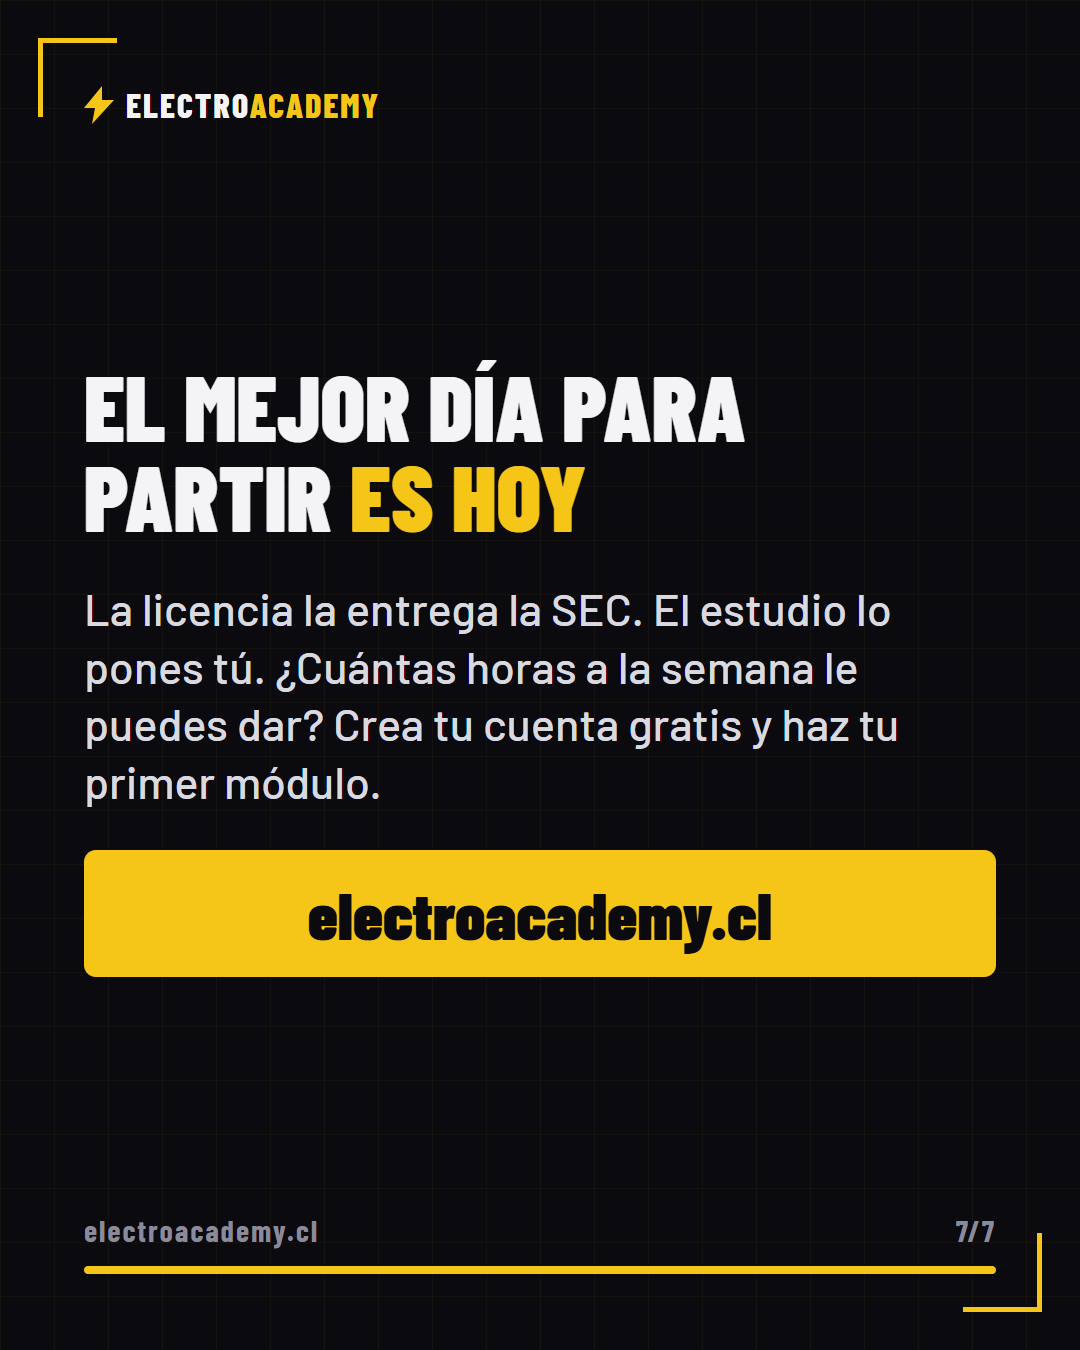 ELECTROACADEMY
EL MEJOR DÍA PARA
PARTIR ES HOY
La licencia la entrega la SEC. El estudio lo
pones tú. ¿Cuántas horas a la semana le
puedes dar? Crea tu cuenta gratis y haz tu
primer módulo.
electroacademy.cl
electroacademy.cl
7/7